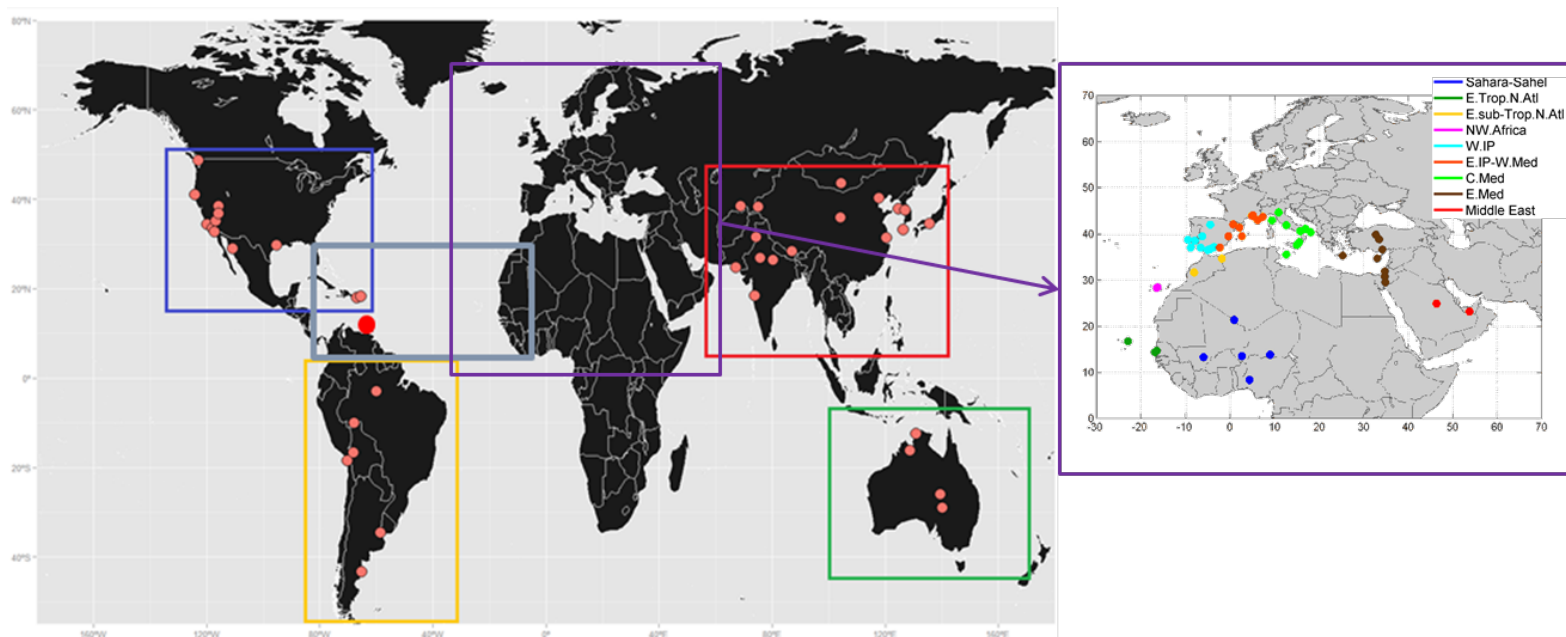 80°N
60°N
40°N
20°N
0°
20°S
40°S
160°W 120°W 80°W 40°W 0° 40°E 80°E 120°E 160°E
Sahara-Sahel
E.Trop.N.Atl
E.sub-Trop.N.Atl
NW.Africa
W.IP
E.IP-W.Med
C.Med
E.Med
Middle East
70
60
50
40
30
20
10
0
-30 -20 -10 0 10 20 30 40 50 60 70